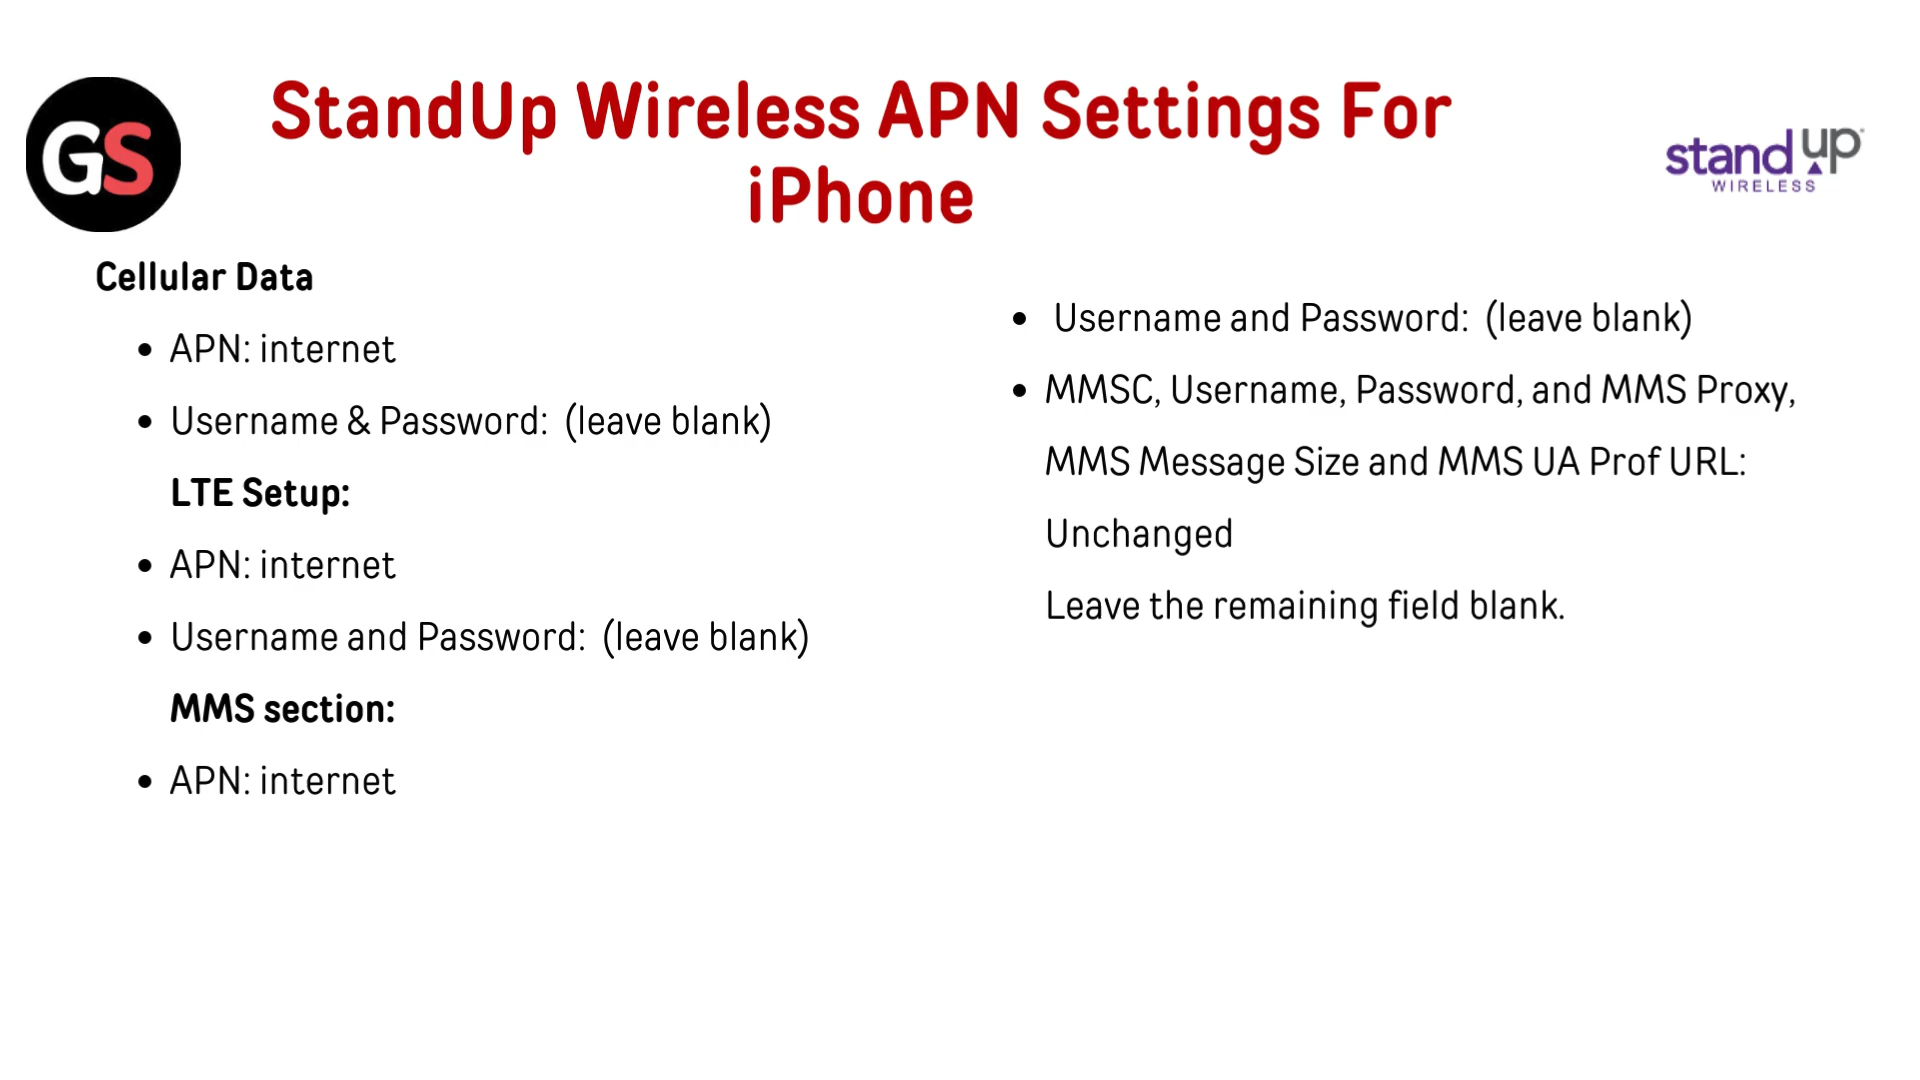 GS
StandUp Wireless APN Settings For
iPhone
stand up
WIRELESS
Cellular Data
• APN: internet
• Username & Password: (leave blank)
LTE Setup:
• APN: internet
• Username and Password: (leave blank)
MMS section:
• APN: internet
• Username and Password: (leave blank)
• MMSC, Username, Password, and MMS Proxy,
MMS Message Size and MMS UA Prof URL:
Unchanged
Leave the remaining field blank.